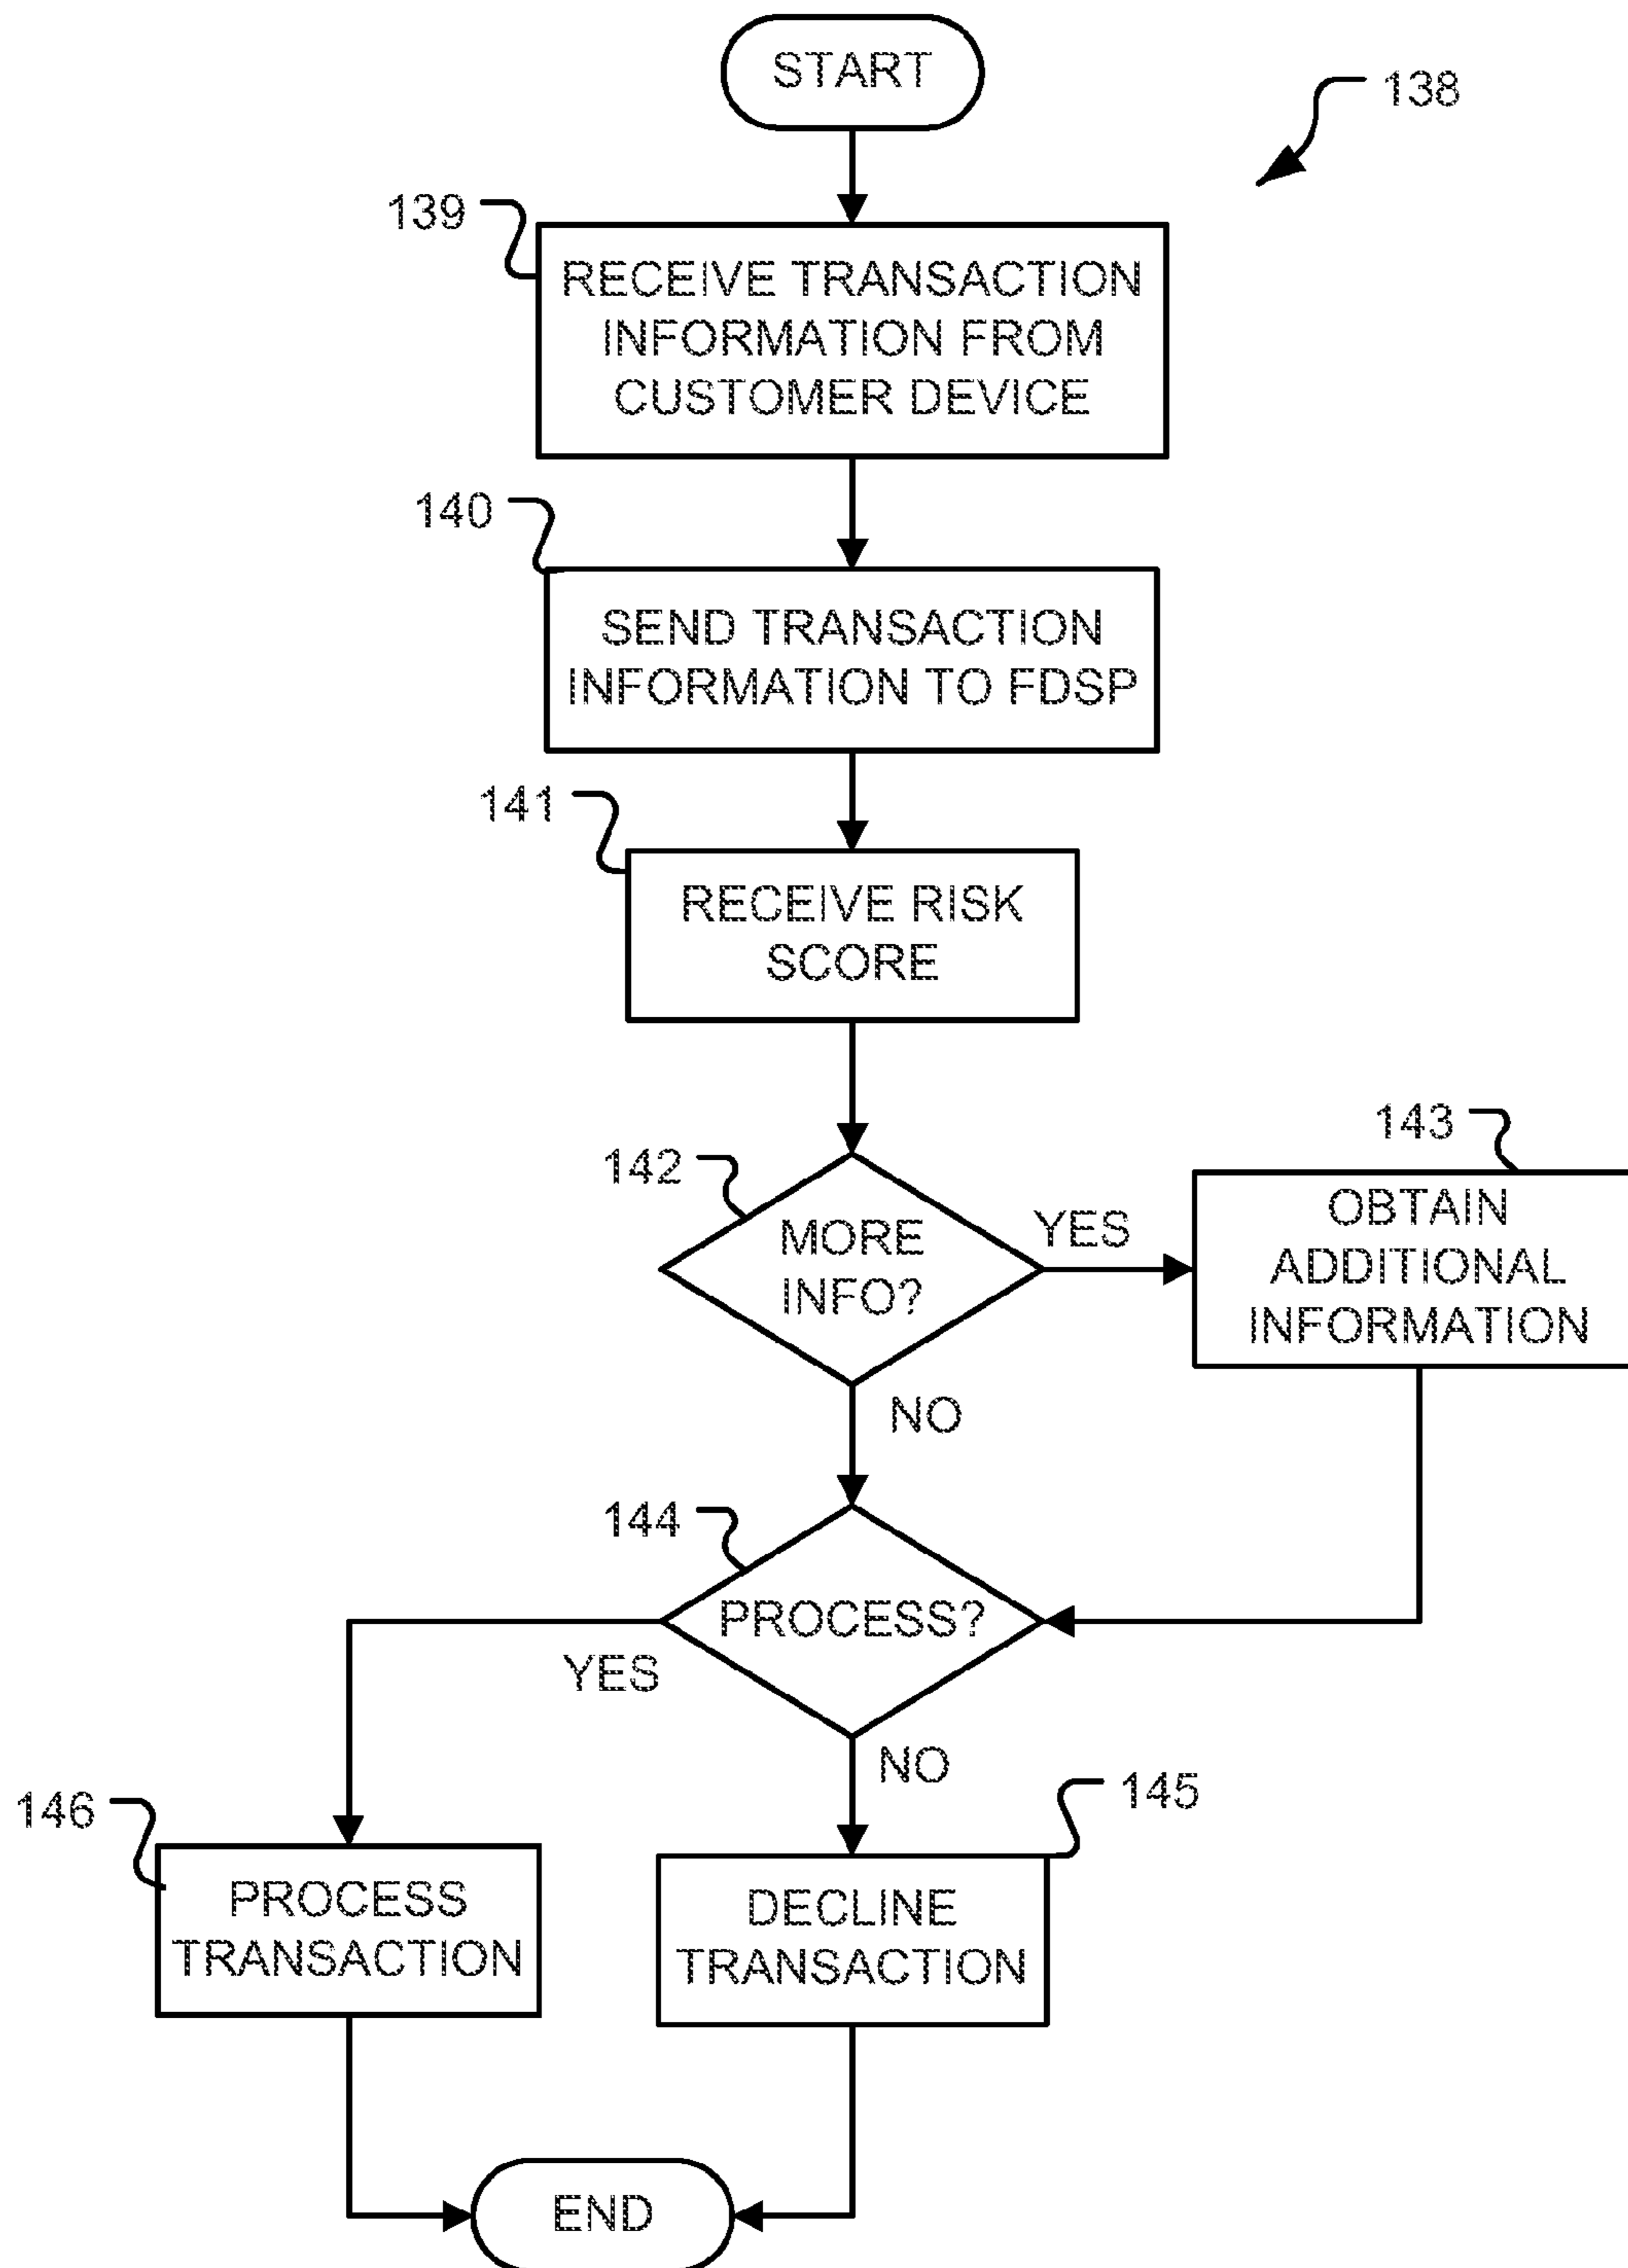 START
138
139
RECEIVE TRANSACTION
INFORMATION FROM
CUSTOMER DEVICE
140
SEND TRANSACTION
INFORMATION TO FDSP
141
RECEIVE RISK
SCORE
142
MORE
INFO?
YES
143
OBTAIN
ADDITIONAL
INFORMATION
NO
144
PROCESS?
YES
NO
145
146
PROCESS
TRANSACTION
DECLINE
TRANSACTION
END